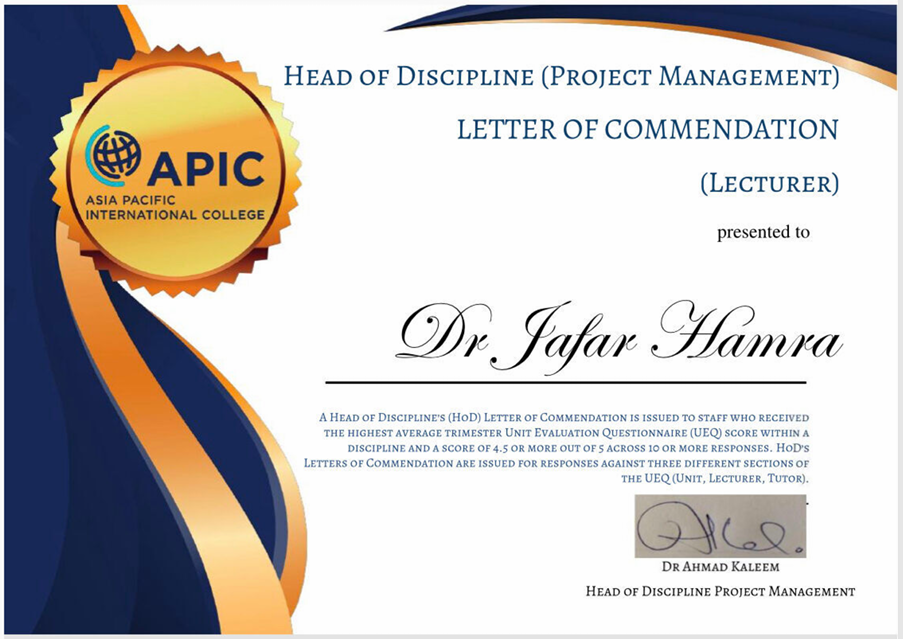 HEAD OF DISCIPLINE (PROJECT MANAGEMENT)
LETTER OF COMMENDATION
(LECTURER)
presented to
APIC
ASIA PACIFIC
INTERNATIONAL COLLEGE
Dr Jafar Hamra
A HEAD OF DISCIPLINE'S (HOD) LETTER OF COMMENDATION IS ISSUED TO STAFF WHO RECEIVED
THE HIGHEST AVERAGE TRIMESTER UNIT EVALUATION QUESTIONNAIRE (UEQ) SCORE WITHIN A
DISCIPLINE AND A SCORE OF 4.5 OR MORE OUT OF 5 ACROSS 10 OR MORE RESPONSES. HOD'S
LETTERS OF COMMENDATION ARE ISSUED FOR RESPONSES AGAINST THREE DIFFERENT SECTIONS OF
THE UEQ (UNIT, LECTURER, TUTOR).
DR AHMAD KALEEM
HEAD OF DISCIPLINE PROJECT MANAGEMENT